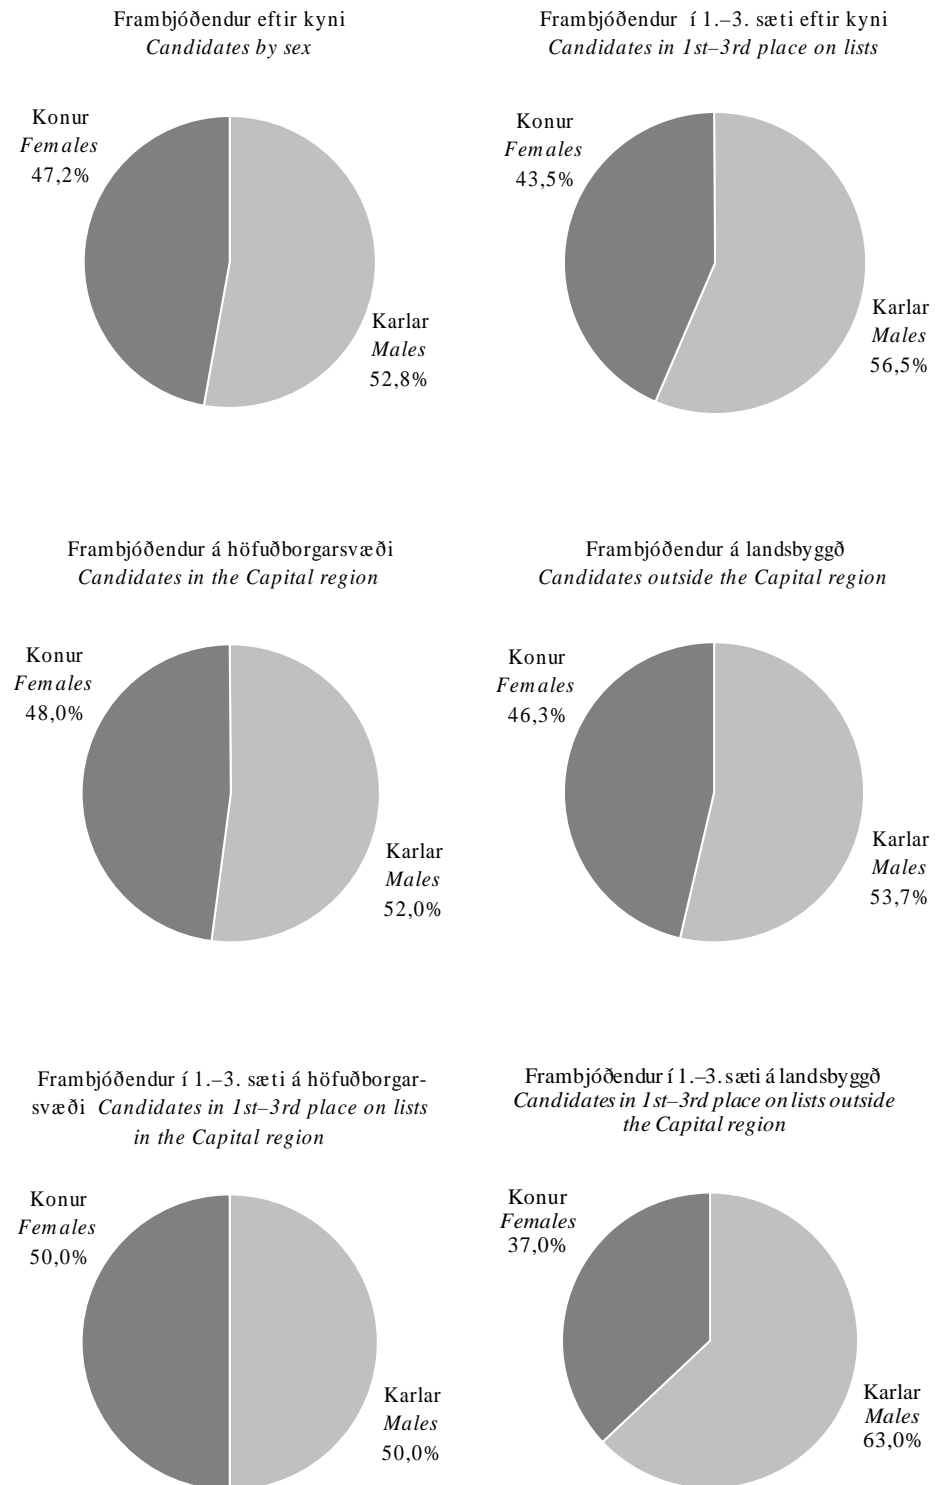 Frambjóðendur eftir kyni
Candidates by sex
Konur
Females
47,2%
Karlar
Males
52,8%
Frambjóðendur í 1.–3. sæti eftir kyni
Candidates in 1st–3rd place on lists
Konur
Females
43,5%
Karlar
Males
56,5%
Frambjóðendur á höfuðborgarsvæði
Candidates in the Capital region
Konur
Females
48,0%
Karlar
Males
52,0%
Frambjóðendur á landsbyggð
Candidates outside the Capital region
Konur
Females
46,3%
Karlar
Males
53,7%
Frambjóðendur í 1.–3. sæti á höfuðborgar-
svæði Candidates in 1st–3rd place on lists
in the Capital region
Konur
Females
50,0%
Karlar
Males
50,0%
Frambjóðendur í 1.–3. sæti á landsbyggð
Candidates in 1st–3rd place on lists outside
the Capital region
Konur
Females
37,0%
Karlar
Males
63,0%